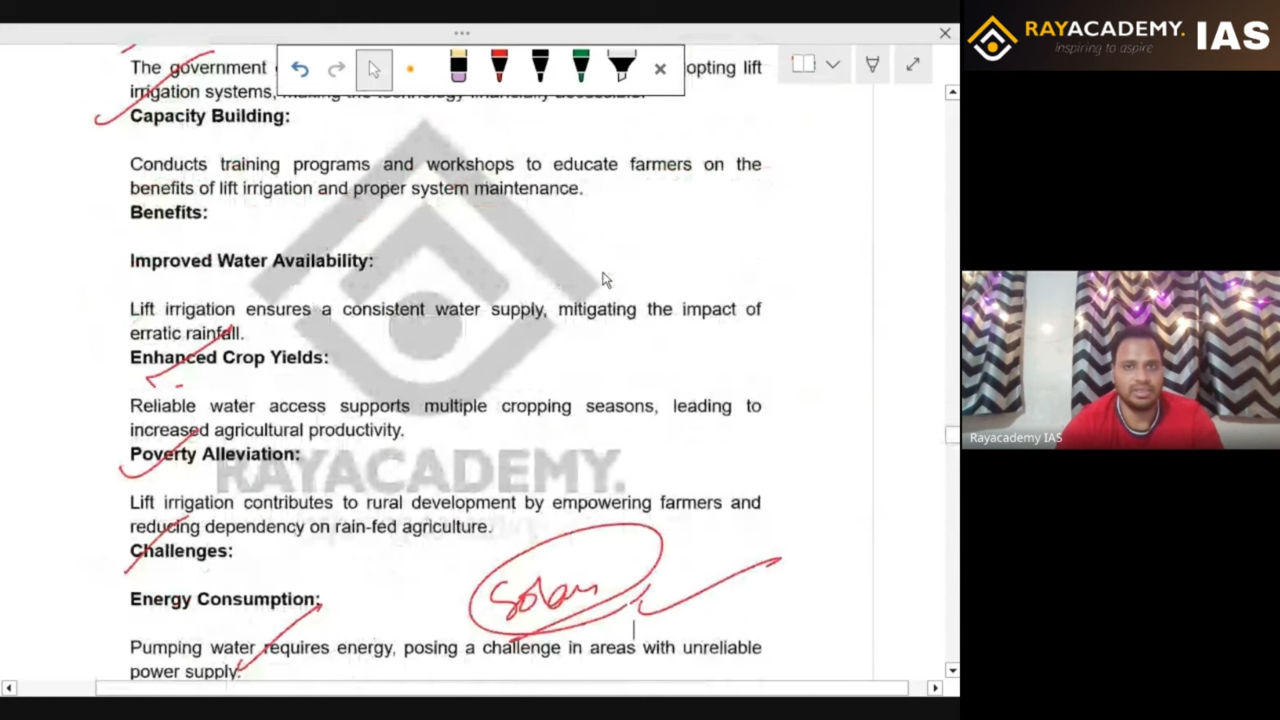 RAYACADEMY. IAS
inspiring to aspire
The government
opting lift
irrigation systems, making the technology financially accessible.
Capacity Building:
Conducts training programs and workshops to educate farmers on the
benefits of lift irrigation and proper system maintenance.
Benefits:
Improved Water Availability:
Lift irrigation ensures a consistent water supply, mitigating the impact of
erratic rainfall.
Enhanced Crop Yields:
Reliable water access supports multiple cropping seasons, leading to
increased agricultural productivity.
Poverty Alleviation:
RAYACADEMY.
Lift irrigation contributes to rural development by empowering farmers and
reducing dependency on rain-fed agriculture.
Challenges:
Energy Consumption:
Solar
Pumping water requires energy, posing a challenge in areas with unreliable
power supply.
Rayacademy IAS